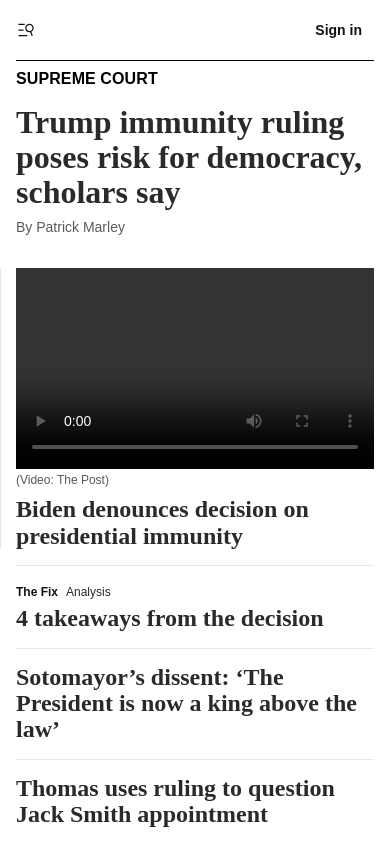 Sign in
SUPREME COURT
Trump immunity ruling
poses risk for democracy,
scholars say
By Patrick Marley
0:00
(Video: The Post)
Biden denounces decision on
presidential immunity
The Fix Analysis
4 takeaways from the decision
Sotomayor’s dissent: ‘The
President is now a king above the
law’
Thomas uses ruling to question
Jack Smith appointment